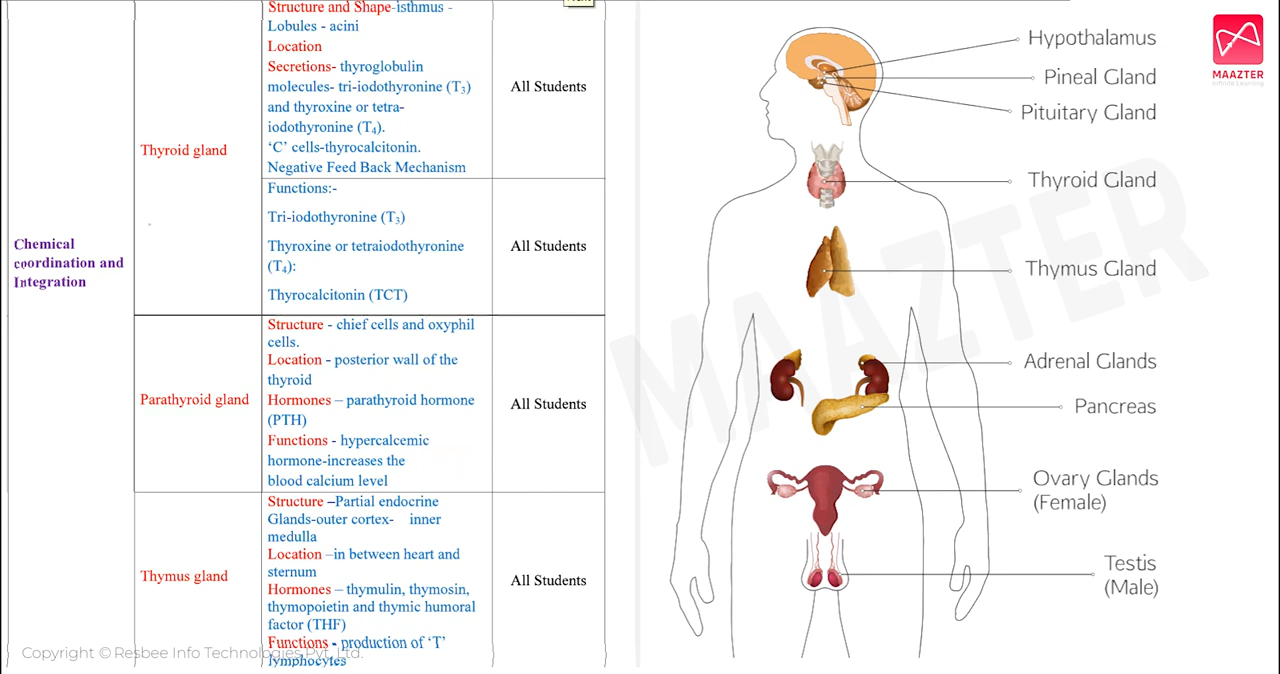 Structure and Shape-isthmus -
Lobules - acini
Location
Secretions- thyroglobulin
molecules- tri-iodothyronine (T₃)
and thyroxine or tetra-
iodothyronine (T₄).
‘C’ cells-thyrocalcitonin.
Negative Feed Back Mechanism
All Students
Thyroid gland
Functions:-
Tri-iodothyronine (T₃)
Thyroxine or tetraiodothyronine
(T₄):
Thyrocalcitonin (TCT)
All Students
Chemical
coordination and
Integration
Structure - chief cells and oxyphil
cells.
Location - posterior wall of the
thyroid
Hormones – parathyroid hormone
(PTH)
Functions - hypercalcemic
hormone-increases the
blood calcium level
Parathyroid gland
All Students
Structure –Partial endocrine
Glands-outer cortex- inner
medulla
Location –in between heart and
sternum
Hormones – thymulin, thymosin,
thymopoietin and thymic humoral
factor (THF)
Functions - production of ‘T’
lymphocytes
Thymus gland
All Students
Copyright © Resbee Info Technologies Pvt. Ltd.
Hypothalamus
Pineal Gland
Pituitary Gland
Thyroid Gland
Thymus Gland
Adrenal Glands
Pancreas
Ovary Glands
(Female)
Testis
(Male)
MAAZTER
Infinite Learning
MAAZTER